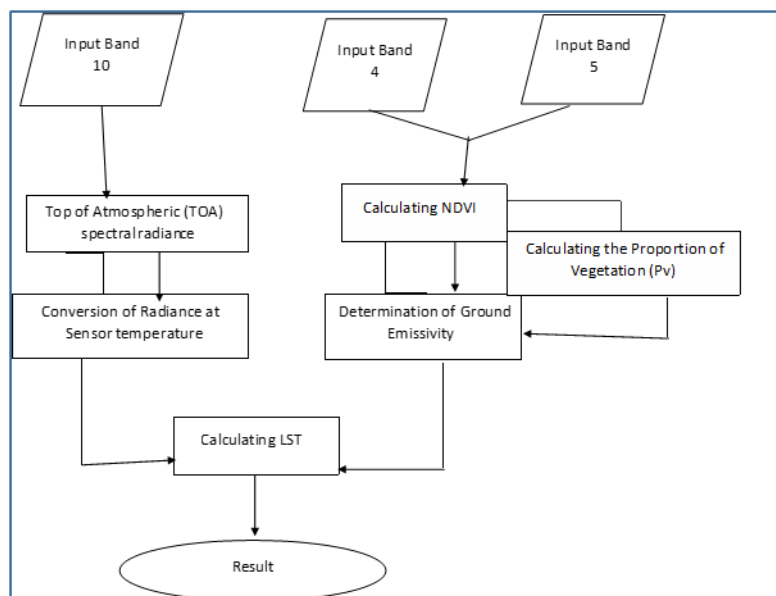 Input Band
10
Input Band
4
Input Band
5
Top of Atmospheric (TOA)
spectral radiance
Calculating NDVI
Calculating the Proportion of
Vegetation (Pv)
Conversion of Radiance at
Sensor temperature
Determination of Ground
Emissivity
Calculating LST
Result